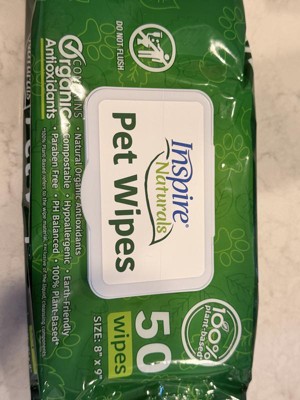 DO NOT FLUSH
CONTAINS
Organic
Antioxidants
• Natural Organic Antioxidants
• Compostable • Hypoallergenic • Earth-Friendly
• Paraben Free • PH Balanced • 100% Plant-Based*
Inspire®
Naturals
Pet Wipes
50
wipes
SIZE: 8" x 9"
100%
plant-based*